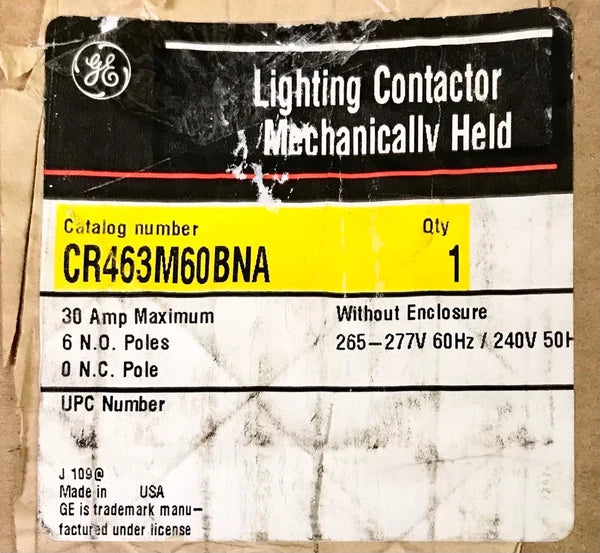 GE
Lighting Contactor
Mechanically Held
Catalog number Qty
CR463M60BNA 1
30 Amp Maximum Without Enclosure
6 N.O. Poles 265-277V 60Hz / 240V 50H
0 N.C. Pole
UPC Number
J 109@
Made in USA
GE is trademark manu-
factured under license